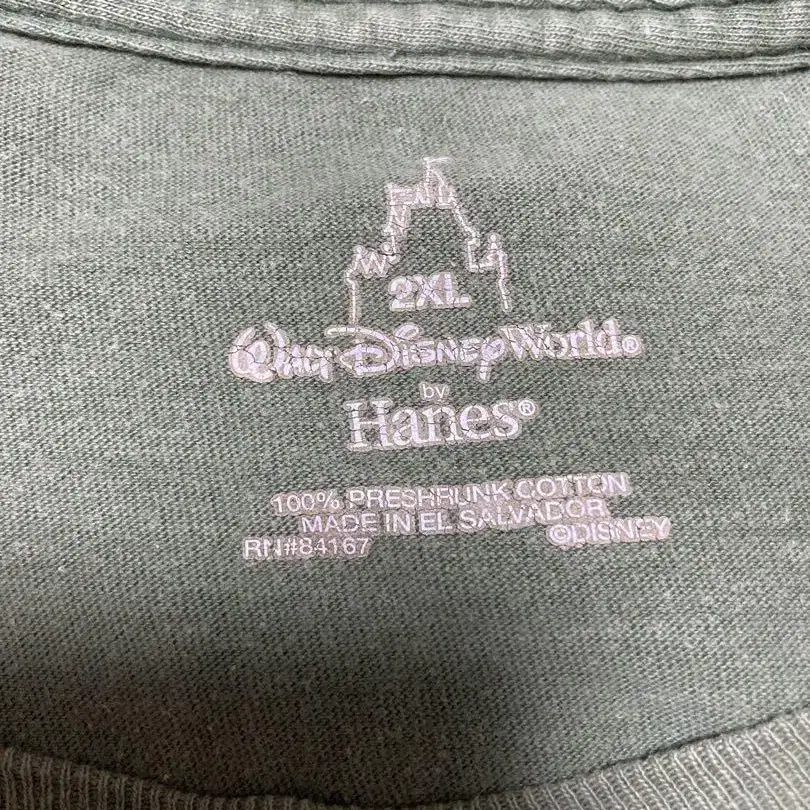 2XL
Walt Disney World®
by
Hanes®
100% PRESHRUNK COTTON
MADE IN EL SALVADOR
RN#84167 ©DISNEY